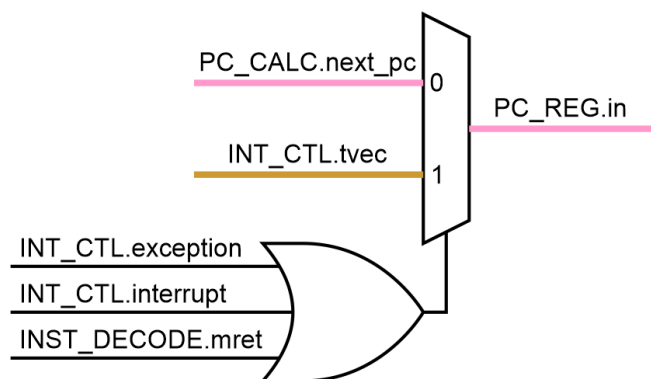 PC_CALC.next_pc
0
PC_REG.in
INT_CTL.tvec
1
INT_CTL.exception
INT_CTL.interrupt
INST_DECODE.mret